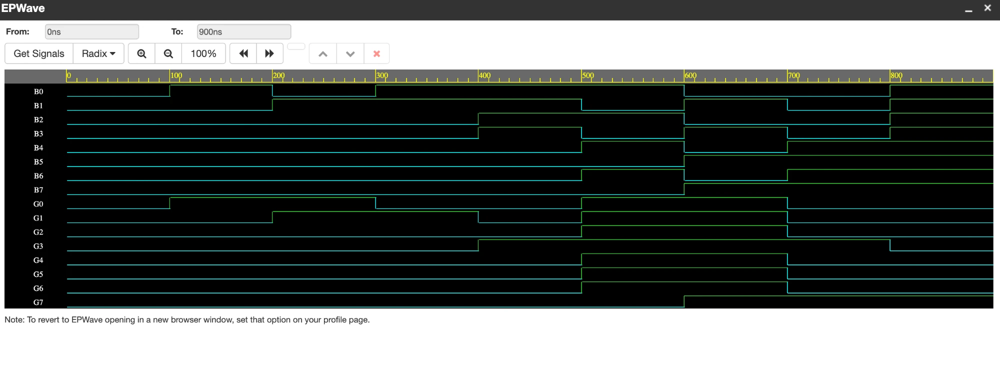 EPWave
From: 0ns To: 900ns
Get Signals Radix 100%
0 100 200 300 400 500 600 700 800
B0
B1
B2
B3
B4
B5
B6
B7
G0
G1
G2
G3
G4
G5
G6
G7
Note: To revert to EPWave opening in a new browser window, set that option on your profile page.